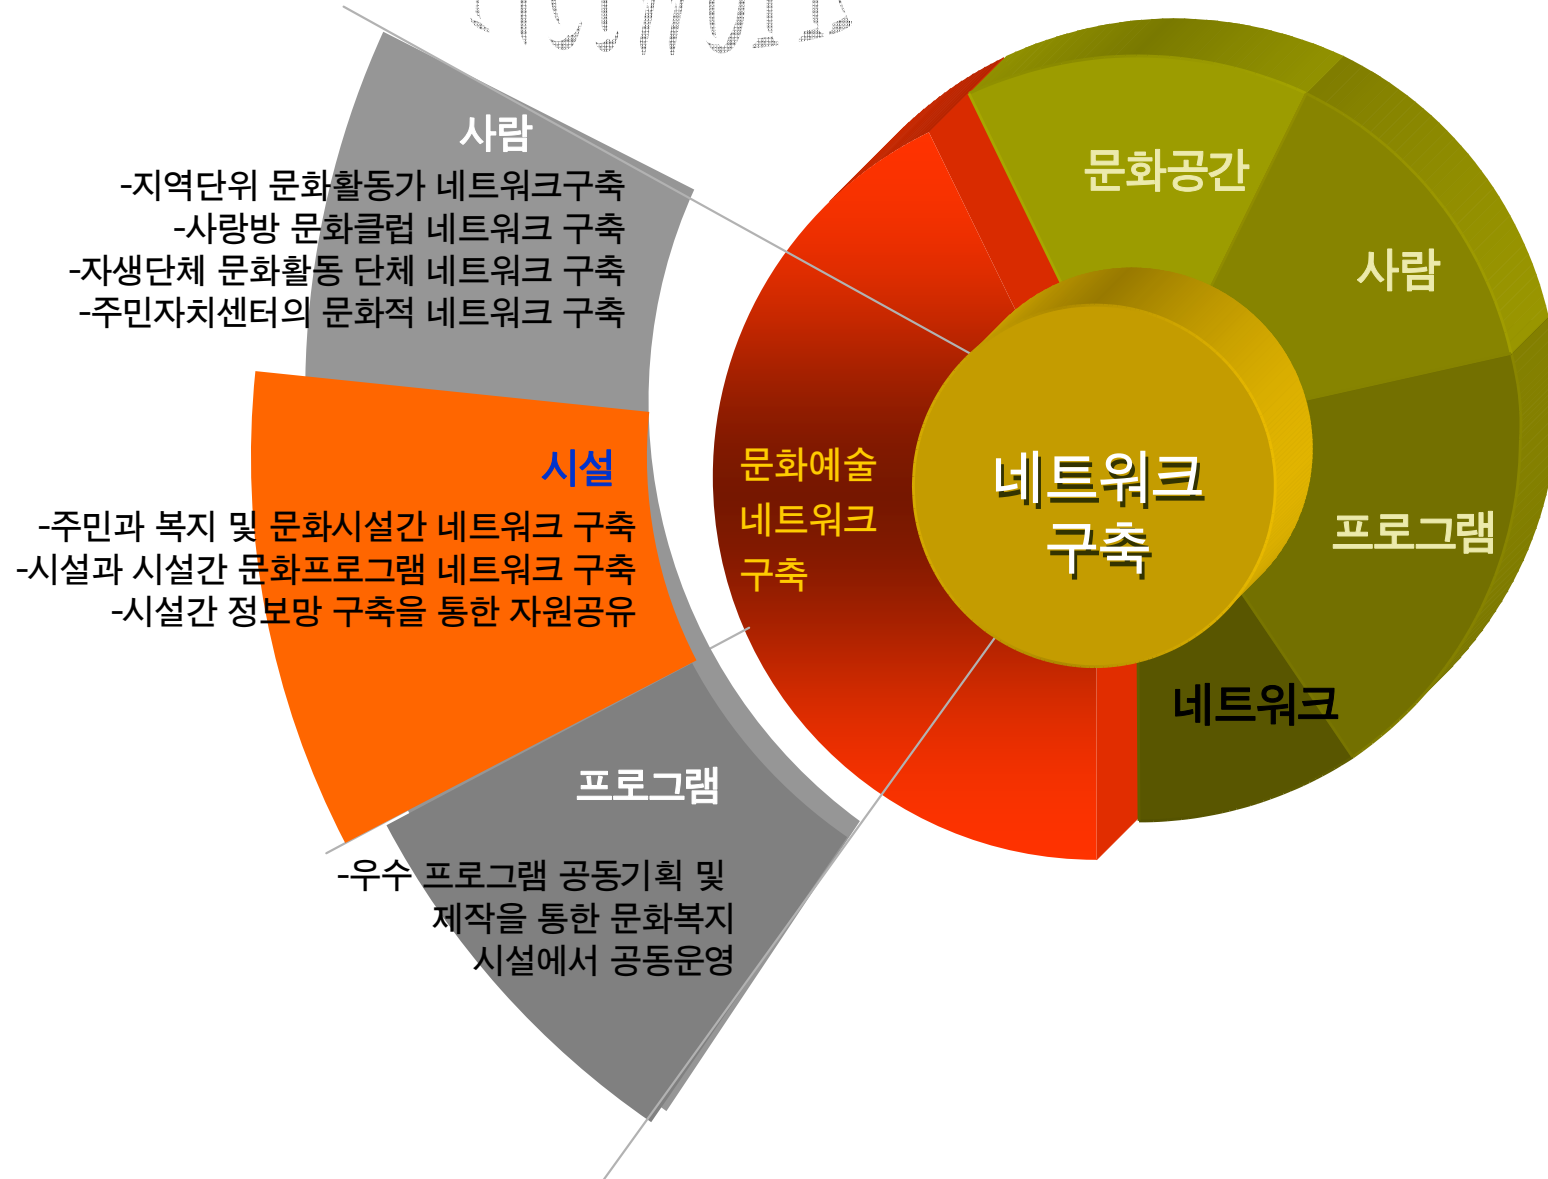 사람
-지역단위 문화활동가 네트워크구축
-사랑방 문화클럽 네트워크 구축
-자생단체 문화활동 단체 네트워크 구축
-주민자치센터의 문화적 네트워크 구축
시설
-주민과 복지 및 문화시설간 네트워크 구축
-시설과 시설간 문화프로그램 네트워크 구축
-시설간 정보망 구축을 통한 자원공유
프로그램
-우수 프로그램 공동기획 및
제작을 통한 문화복지
시설에서 공동운영
문화예술
네트워크
구축
네트워크
구축
문화공간
사람
프로그램
네트워크